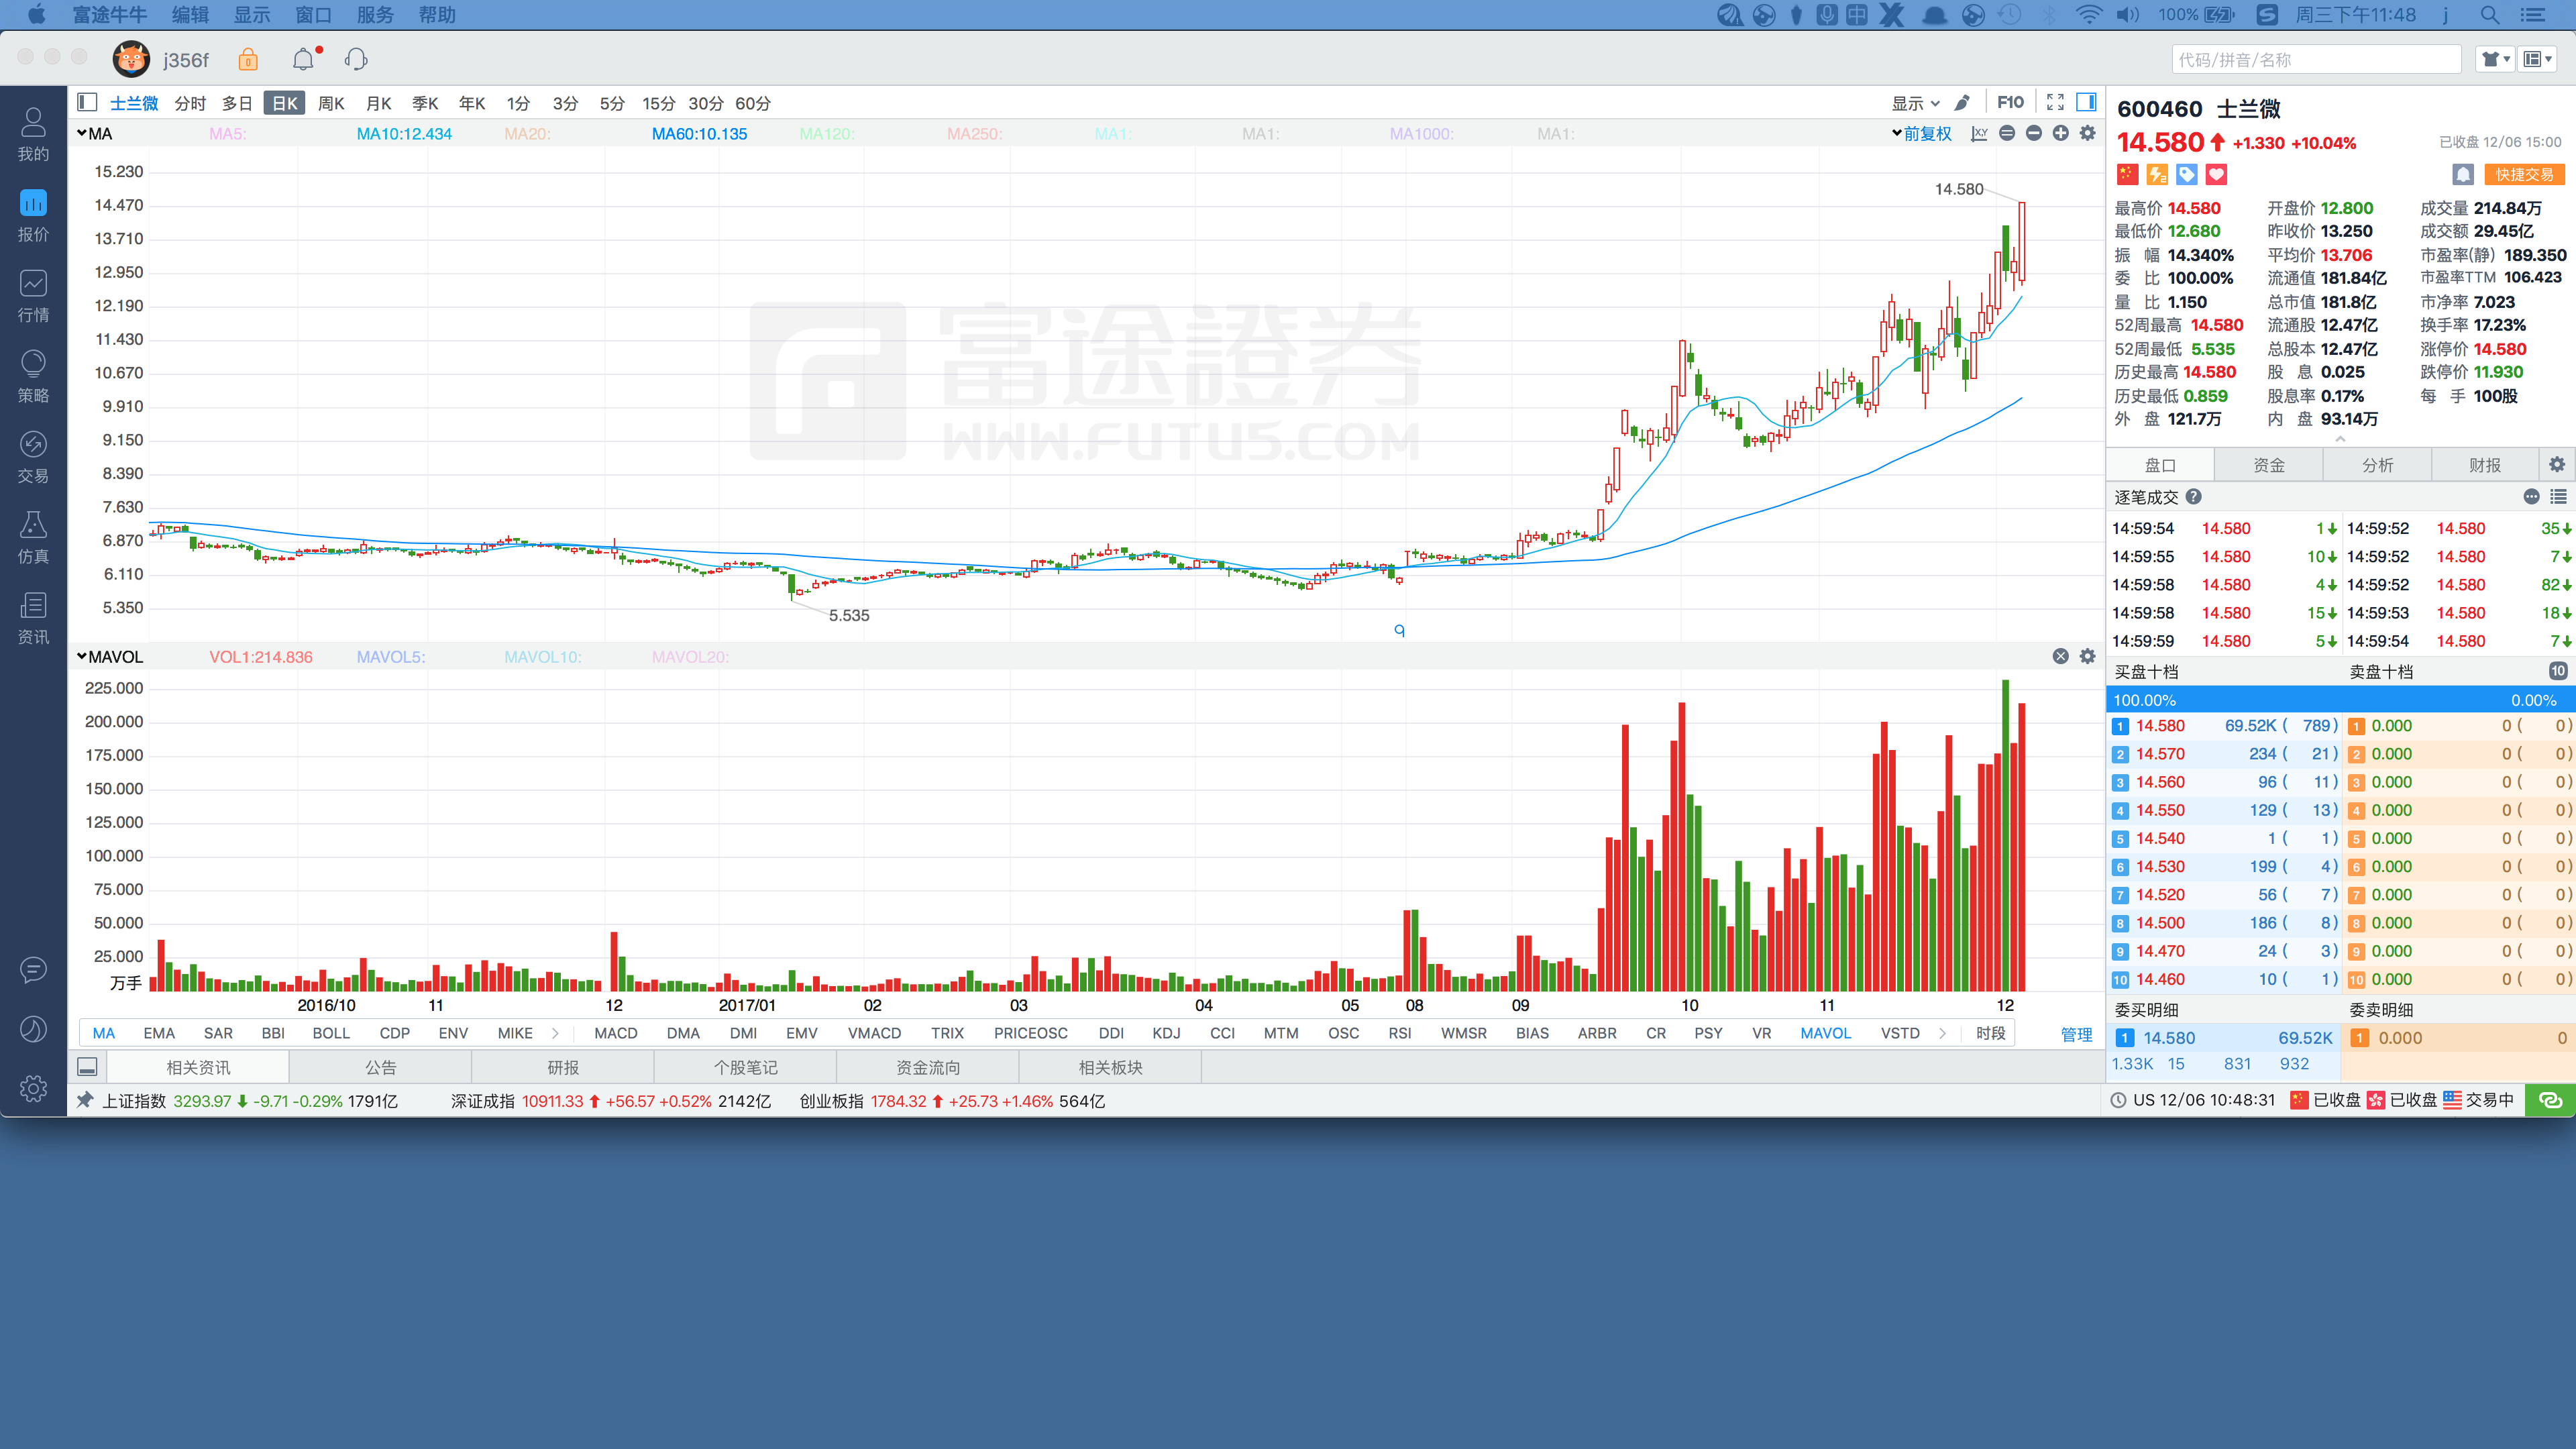 富途牛牛 编辑 显示 窗口 服务 帮助 100% 周三下午11:48 j
j356f 代码/拼音/名称
我的
报价
行情
策略
交易
仿真
资讯
士兰微 分时 多日 日K 周K 月K 季K 年K 1分 3分 5分 15分 30分 60分 显示 F10
MA MA5: MA10:12.434 MA20: MA60:10.135 MA120: MA250: MA1: MA1: MA1000: MA1: 前复权
15.230
14.470
13.710
12.950
12.190
11.430
10.670
9.910
9.150
8.390
7.630
6.870
6.110
5.350
14.580
5.535
富途證券
WWW.FUTU5.COM
MAVOL VOL1:214.836 MAVOL5: MAVOL10: MAVOL20:
225.000
200.000
175.000
150.000
125.000
100.000
75.000
50.000
25.000
万手
2016/10 11 12 2017/01 02 03 04 05 08 09 10 11 12
MA EMA SAR BBI BOLL CDP ENV MIKE MACD DMA DMI EMV VMACD TRIX PRICEOSC DDI KDJ CCI MTM OSC RSI WMSR BIAS ARBR CR PSY VR MAVOL VSTD 时段 管理
相关资讯 公告 研报 个股笔记 资金流向 相关板块
上证指数 3293.97 -9.71 -0.29% 1791亿 深证成指 10911.33 +56.57 +0.52% 2142亿 创业板指 1784.32 +25.73 +1.46% 564亿
600460 士兰微
14.580 +1.330 +10.04% 已收盘 12/06 15:00
快捷交易
最高价 14.580 开盘价 12.800 成交量 214.84万
最低价 12.680 昨收价 13.250 成交额 29.45亿
振 幅 14.340% 平均价 13.706 市盈率(静) 189.350
委 比 100.00% 流通值 181.84亿 市盈率TTM 106.423
量 比 1.150 总市值 181.8亿 市净率 7.023
52周最高 14.580 流通股 12.47亿 换手率 17.23%
52周最低 5.535 总股本 12.47亿 涨停价 14.580
历史最高 14.580 股 息 0.025 跌停价 11.930
历史最低 0.859 股息率 0.17% 每 手 100股
外 盘 121.7万 内 盘 93.14万
盘口 资金 分析 财报
逐笔成交
14:59:54 14.580 1 14:59:52 14.580 35
14:59:55 14.580 10 14:59:52 14.580 7
14:59:58 14.580 4 14:59:52 14.580 82
14:59:58 14.580 15 14:59:53 14.580 18
14:59:59 14.580 5 14:59:54 14.580 7
买盘十档 卖盘十档 10
100.00% 0.00%
1 14.580 69.52K ( 789) 1 0.000 0 ( 0)
2 14.570 234 ( 21) 2 0.000 0 ( 0)
3 14.560 96 ( 11) 3 0.000 0 ( 0)
4 14.550 129 ( 13) 4 0.000 0 ( 0)
5 14.540 1 ( 1) 5 0.000 0 ( 0)
6 14.530 199 ( 4) 6 0.000 0 ( 0)
7 14.520 56 ( 7) 7 0.000 0 ( 0)
8 14.500 186 ( 8) 8 0.000 0 ( 0)
9 14.470 24 ( 3) 9 0.000 0 ( 0)
10 14.460 10 ( 1) 10 0.000 0 ( 0)
委买明细 委卖明细
1 14.580 69.52K 1 0.000 0
1.33K 15 831 932
US 12/06 10:48:31 已收盘 已收盘 交易中